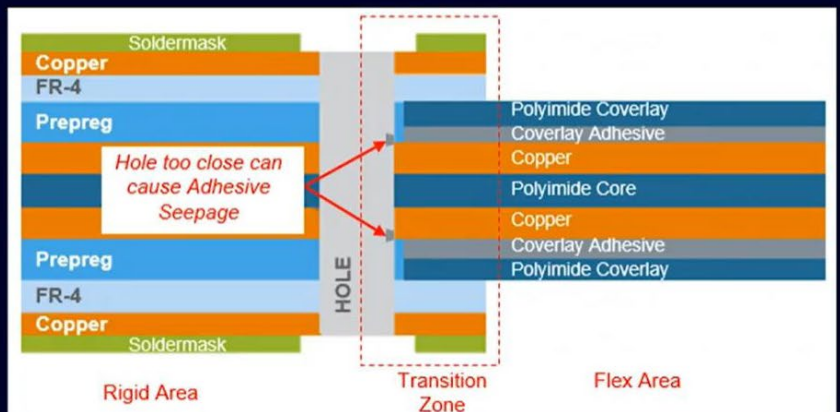 Soldermask
Copper
FR-4
Prepreg
Hole too close can
cause Adhesive
Seepage
Prepreg
FR-4
Copper
Soldermask
HOLE
Polyimide Coverlay
Coverlay Adhesive
Copper
Polyimide Core
Copper
Coverlay Adhesive
Polyimide Coverlay
Rigid Area
Transition
Zone
Flex Area